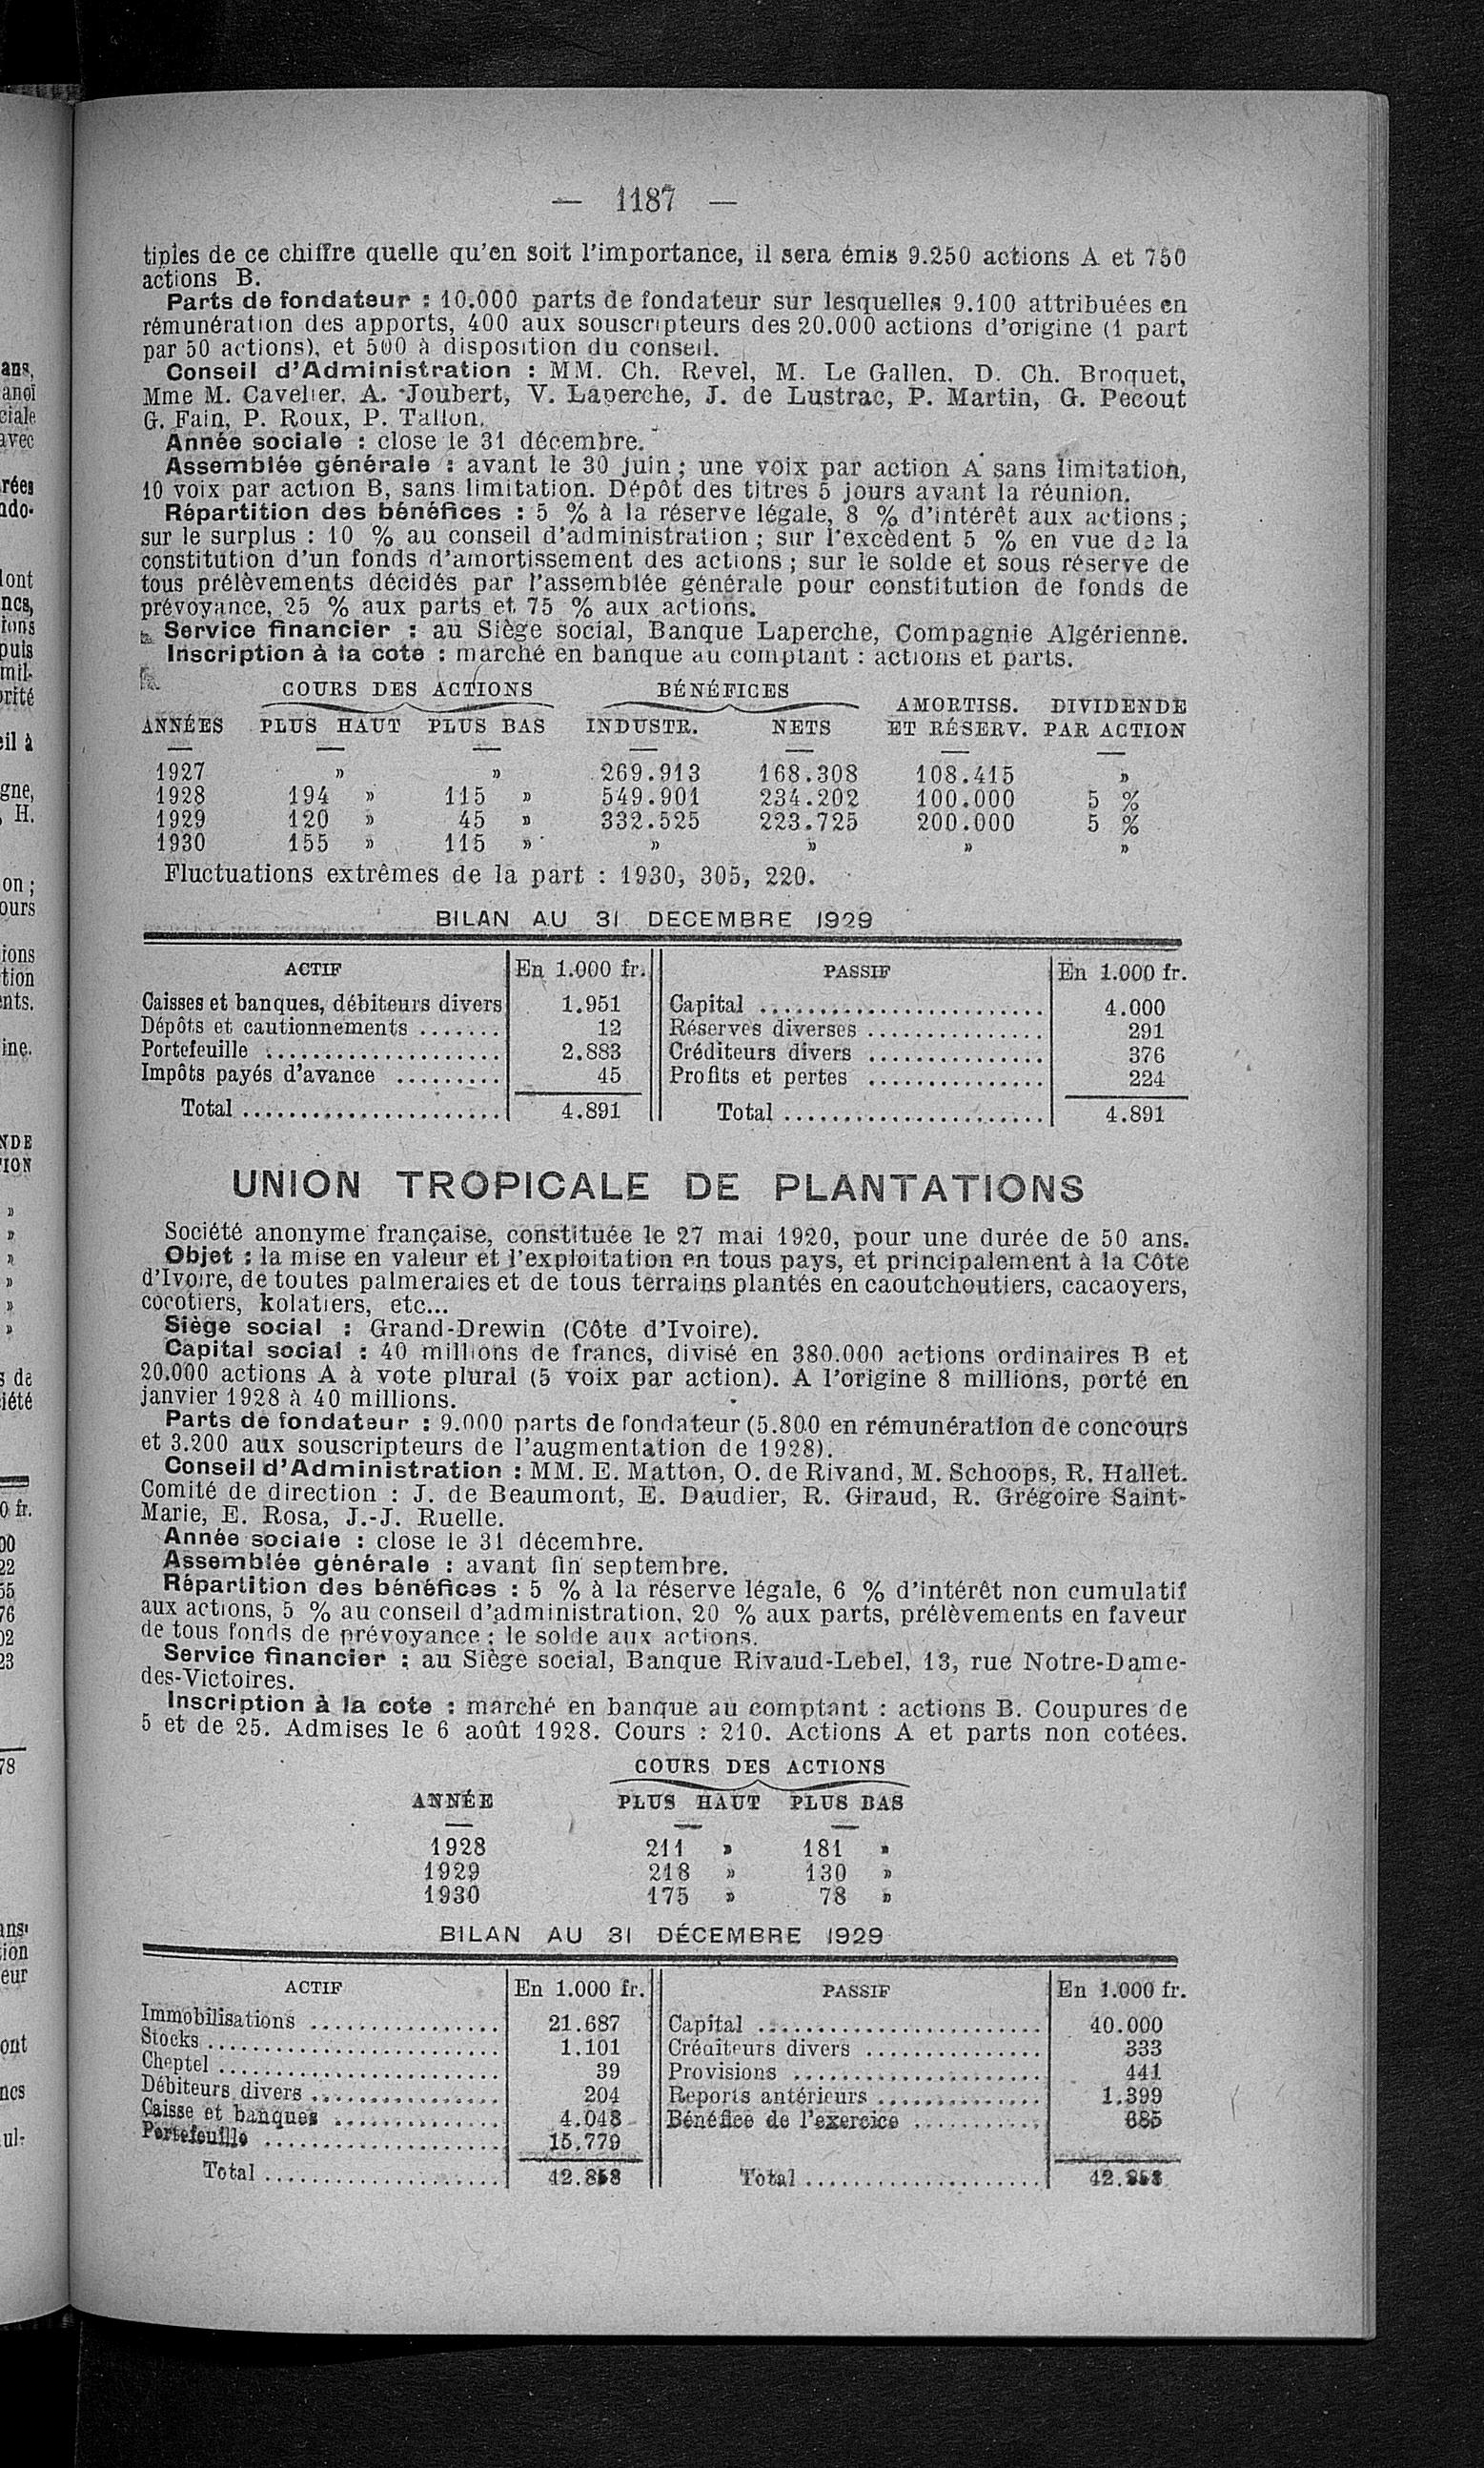 — 1187 —
tiples de ce chiffre quelle qu'en soit l'importance, il sera émis 9.250 actions A et 750
actions B.
Parts de fondateur : 10.000 parts de fondateur sur lesquelles 9.100 attribuées en
rémunération des apports, 400 aux souscripteurs des 20.000 actions d'origine (1 part
par 50 actions), et 500 à disposition du conseil.
Conseil d'Administration : MM. Ch. Revel, M. Le Gallen, D. Ch. Broquet,
Mme M. Cavelier, A. Joubert, V. Laperche, J. de Lustrac, P. Martin, G. Pecout
G. Fain, P. Roux, P. Tallon.
Année sociale : close le 31 décembre.
Assemblée générale : avant le 30 juin ; une voix par action A sans limitation,
10 voix par action B, sans limitation. Dépôt des titres 5 jours avant la réunion.
Répartition des bénéfices : 5 % à la réserve légale, 8 % d'intérêt aux actions ;
sur le surplus : 10 % au conseil d'administration ; sur l'excédent 5 % en vue de la
constitution d'un fonds d'amortissement des actions ; sur le solde et sous réserve de
tous prélèvements décidés par l'assemblée générale pour constitution de fonds de
prévoyance, 25 % aux parts et 75 % aux actions.
Service financier : au Siège social, Banque Laperche, Compagnie Algérienne.
Inscription à la cote : marché en banque au comptant : actions et parts.
COURS DES ACTIONS BÉNÉFICES AMORTISS. DIVIDENDE
ANNÉES PLUS HAUT PLUS BAS INDUSTR. NETS ET RÉSERV. PAR ACTION
1927 » » 269.913 168.308 108.415 »
1928 194 » 115 » 549.901 234.202 100.000 5 %
1929 120 » 45 » 332.525 223.725 200.000 5 %
1930 155 » 115 » » » » »
Fluctuations extrêmes de la part : 1930, 305, 220.
BILAN AU 31 DECEMBRE 1929
ACTIF En 1.000 fr. PASSIF En 1.000 fr.
Caisses et banques, débiteurs divers 1.951 Capital ........................ 4.000
Dépôts et cautionnements ....... 12 Réserves diverses ............... 291
Portefeuille .................... 2.883 Créditeurs divers ............... 376
Impôts payés d'avance ......... 45 Profits et pertes ............... 224
Total ...................... 4.891 Total ...................... 4.891
UNION TROPICALE DE PLANTATIONS
Société anonyme française, constituée le 27 mai 1920, pour une durée de 50 ans.
Objet : la mise en valeur et l'exploitation en tous pays, et principalement à la Côte
d'Ivoire, de toutes palmeraies et de tous terrains plantés en caoutchoutiers, cacaoyers,
cocotiers, kolatiers, etc...
Siège social : Grand-Drewin (Côte d'Ivoire).
Capital social : 40 millions de francs, divisé en 380.000 actions ordinaires B et
20.000 actions A à vote plural (5 voix par action). A l'origine 8 millions, porté en
janvier 1928 à 40 millions.
Parts de fondateur : 9.000 parts de fondateur (5.800 en rémunération de concours
et 3.200 aux souscripteurs de l'augmentation de 1928).
Conseil d'Administration : MM. E. Matton, O. de Rivand, M. Schoops, R. Hallet.
Comité de direction : J. de Beaumont, E. Daudier, R. Giraud, R. Grégoire Saint-
Marie, E. Rosa, J.-J. Ruelle.
Année sociale : close le 31 décembre.
Assemblée générale : avant fin septembre.
Répartition des bénéfices : 5 % à la réserve légale, 6 % d'intérêt non cumulatif
aux actions, 5 % au conseil d'administration, 20 % aux parts, prélèvements en faveur
de tous fonds de prévoyance ; le solde aux actions.
Service financier : au Siège social, Banque Rivaud-Lebel, 13, rue Notre-Dame-
des-Victoires.
Inscription à la cote : marché en banque au comptant : actions B. Coupures de
5 et de 25. Admises le 6 août 1928. Cours : 210. Actions A et parts non cotées.
COURS DES ACTIONS
ANNÉE PLUS HAUT PLUS BAS
1928 211 » 181 »
1929 218 » 130 »
1930 175 » 78 »
BILAN AU 31 DÉCEMBRE 1929
ACTIF En 1.000 fr. PASSIF En 1.000 fr.
Immobilisations ................ 21.687 Capital ........................ 40.000
Stocks ......................... 1.101 Créditeurs divers ............... 333
Cheptel ........................ 39 Provisions ...................... 441
Débiteurs divers ................ 204 Reports antérieurs .............. 1.399
Caisse et banques .............. 4.048 Bénéfice de l'exercice ........... 685
Portefeuille .................... 15.779
Total .................... 42.858 Total .................... 42.858